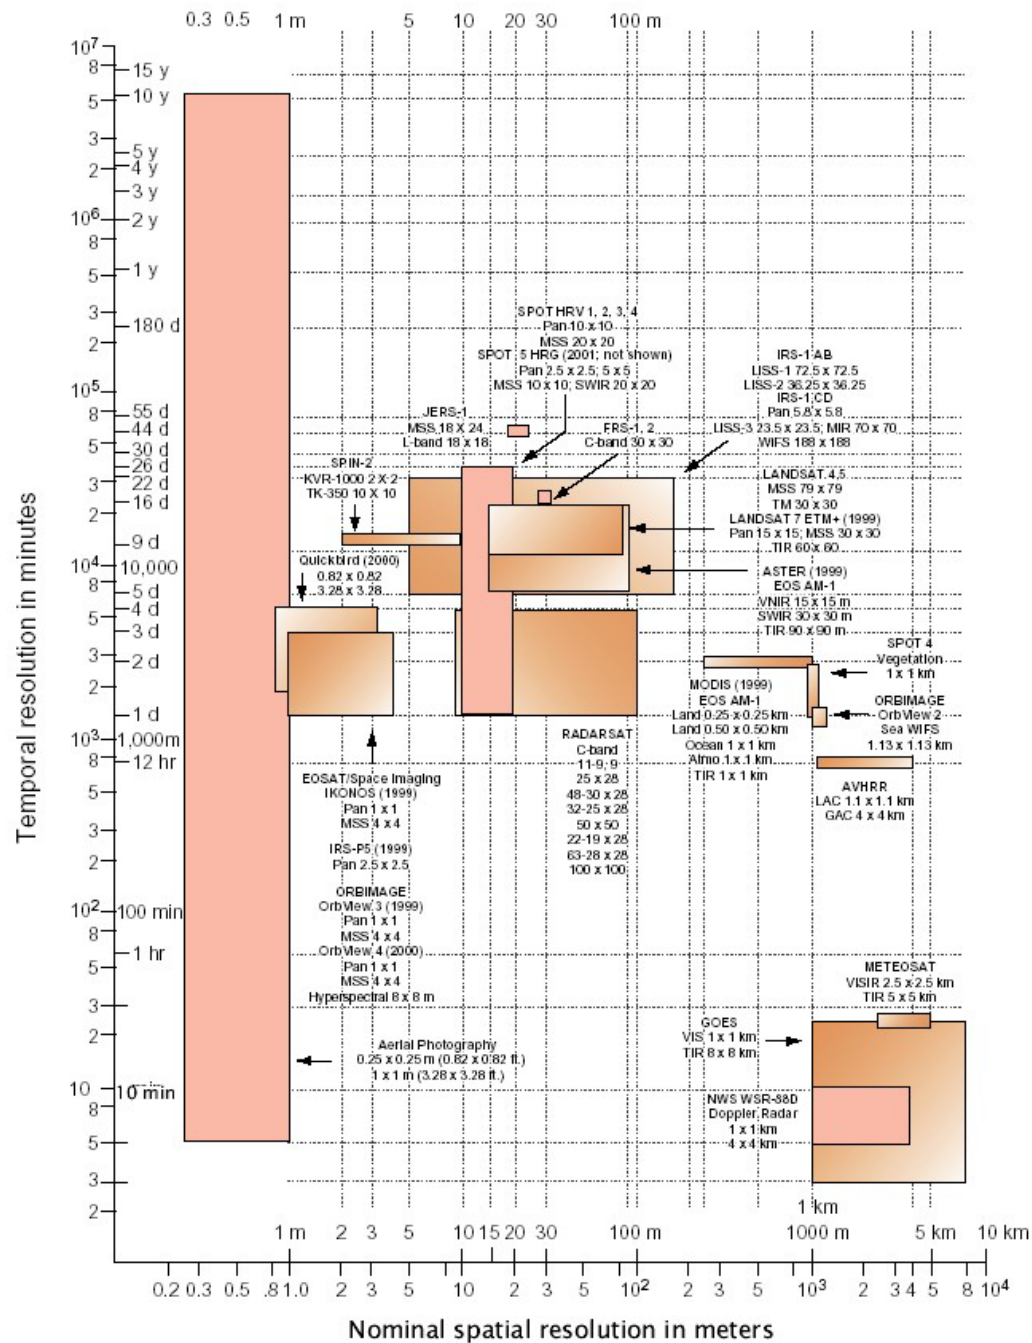 0.3 0.5 1 m 5 10 20 30 100 m
10⁷
8
15 y
10 y
5
3
5 y
4 y
2
3 y
10⁶
2 y
8
1 y
5
3
180 d
2
10⁵
8
55 d
44 d
5
30 d
26 d
3
22 d
16 d
2
9 d
10⁴
10,000
8
5 d
4 d
5
3 d
3
2 d
2
1 d
10³
1,000m
8
12 hr
5
3
2
10²
100 min
8
1 hr
5
3
2
10
10 min
8
5
3
2
Temporal resolution in minutes
SPOT HRV 1, 2, 3, 4
Pan 10 x 10
MSS 20 x 20
SPOT 5 HRG (2001; not shown)
Pan 2.5 x 2.5; 5 x 5
MSS 10 x 10; SWIR 20 x 20
IRS-1 AB
LISS-1 72.5 x 72.5
LISS-2 36.25 x 36.25
IRS-1 CD
Pan 5.8 x 5.8
LISS-3 23.5 x 23.5; MIR 70 x 70
WIFS 188 x 188
JERS-1
MSS 18 X 24
L-band 18 x 18
ERS-1, 2
C-band 30 x 30
SPIN-2
KVR-1000 2 X 2
TK-350 10 X 10
LANDSAT 4,5
MSS 79 x 79
TM 30 x 30
LANDSAT 7 ETM+ (1999)
Pan 15 x 15; MSS 30 x 30
TIR 60 x 60
Quickbird (2000)
0.82 x 0.82
3.28 x 3.28
ASTER (1999)
EOS AM-1
VNIR 15 x 15 m
SWIR 30 x 30 m
TIR 90 x 90 m
SPOT 4
Vegetation
1 x 1 km
MODIS (1999)
EOS AM-1
Land 0.25 x 0.25 km
Land 0.50 x 0.50 km
Ocean 1 x 1 km
Atmo 1 x 1 km
TIR 1 x 1 km
ORBIMAGE
OrbView 2
Sea WIFS
1.13 x 1.13 km
RADARSAT
C-band
11-9, 9
25 x 28
48-30 x 28
32-25 x 28
50 x 50
22-19 x 28
63-28 x 28
100 x 100
AVHRR
LAC 1.1 x 1.1 km
GAC 4 x 4 km
EOSAT/Space Imaging
IKONOS (1999)
Pan 1 x 1
MSS 4 x 4
IRS-P5 (1999)
Pan 2.5 x 2.5
ORBIMAGE
OrbView 3 (1999)
Pan 1 x 1
MSS 4 x 4
OrbView 4 (2000)
Pan 1 x 1
MSS 4 x 4
Hyperspectral 8 x 8 m
METEOSAT
VISIR 2.5 x 2.5 km
TIR 5 x 5 km
GOES
VIS 1 x 1 km
TIR 8 x 8 km
Aerial Photography
0.25 x 0.25 m (0.82 x 0.82 ft.)
1 x 1 m (3.28 x 3.28 ft.)
NWS WSR-88D
Doppler Radar
1 x 1 km
4 x 4 km
1 km
1 m 2 3 5 10 15 20 30 100 m 1000 m 5 km 10 km
0.2 0.3 0.5 .8 1.0 2 3 5 10 2 3 5 8 10² 2 3 5 8 10³ 2 3 4 5 8 10⁴
Nominal spatial resolution in meters